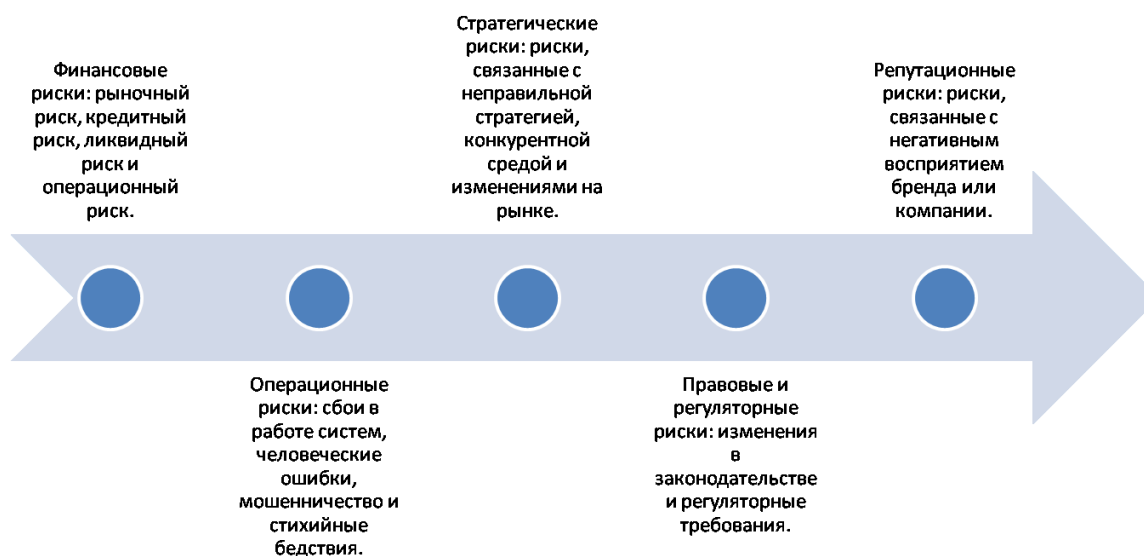 Финансовые
риски: рыночный
риск, кредитный
риск, ликвидный
риск и
операционный
риск.
Операционные
риски: сбои в
работе систем,
человеческие
ошибки,
мошенничество и
стихийные
бедствия.
Стратегические
риски: риски,
связанные с
неправильной
стратегией,
конкурентной
средой и
изменениями на
рынке.
Правовые и
регуляторные
риски: изменения
в
законодательстве
и регуляторные
требования.
Репутационные
риски: риски,
связанные с
негативным
восприятием
бренда или
компании.